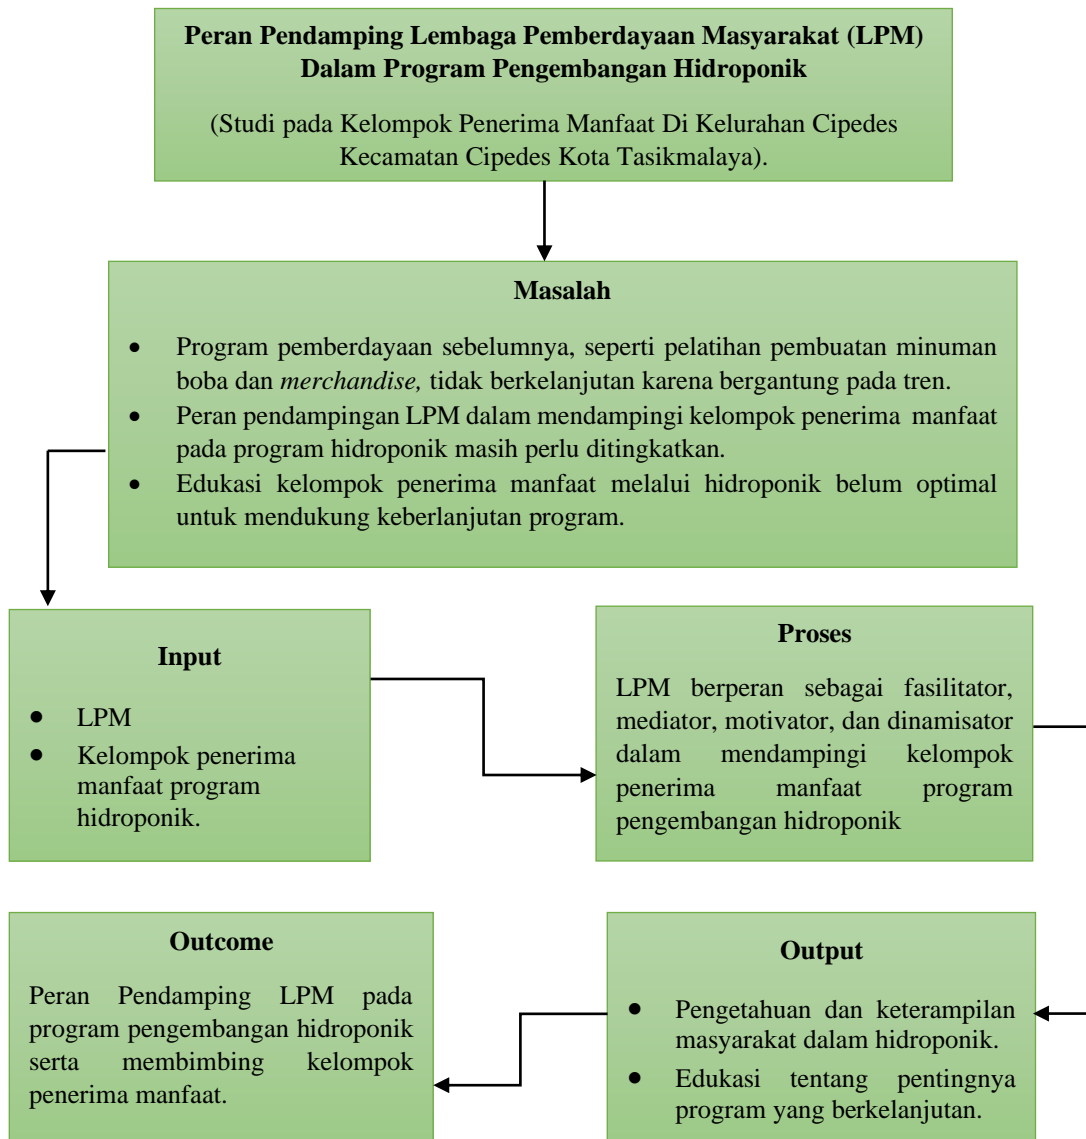 Peran Pendamping Lembaga Pemberdayaan Masyarakat (LPM)
Dalam Program Pengembangan Hidroponik
(Studi pada Kelompok Penerima Manfaat Di Kelurahan Cipedes
Kecamatan Cipedes Kota Tasikmalaya).
Masalah
• Program pemberdayaan sebelumnya, seperti pelatihan pembuatan minuman
boba dan merchandise, tidak berkelanjutan karena bergantung pada tren.
• Peran pendampingan LPM dalam mendampingi kelompok penerima manfaat
pada program hidroponik masih perlu ditingkatkan.
• Edukasi kelompok penerima manfaat melalui hidroponik belum optimal
untuk mendukung keberlanjutan program.
Input
• LPM
• Kelompok penerima
manfaat program
hidroponik.
Proses
LPM berperan sebagai fasilitator,
mediator, motivator, dan dinamisator
dalam mendampingi kelompok
penerima manfaat program
pengembangan hidroponik
Output
• Pengetahuan dan keterampilan
masyarakat dalam hidroponik.
• Edukasi tentang pentingnya
program yang berkelanjutan.
Outcome
Peran Pendamping LPM pada
program pengembangan hidroponik
serta membimbing kelompok
penerima manfaat.